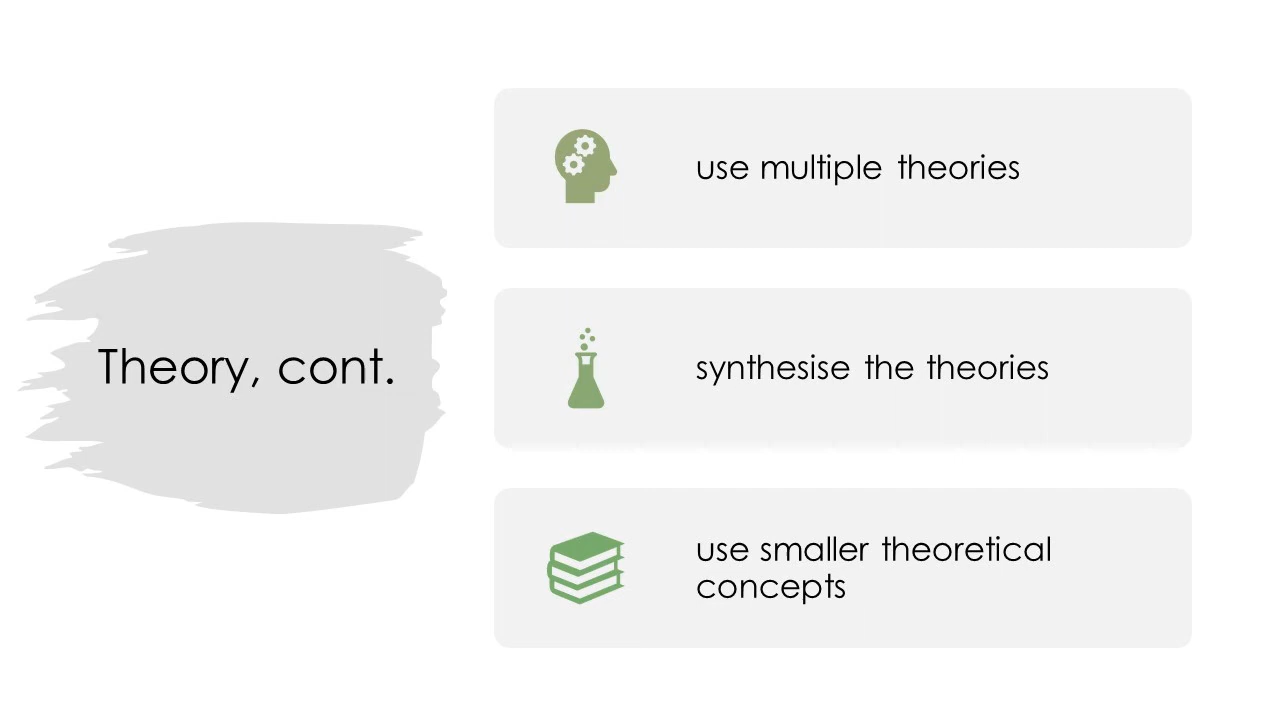 Theory, cont.
use multiple theories
synthesise the theories
use smaller theoretical
concepts